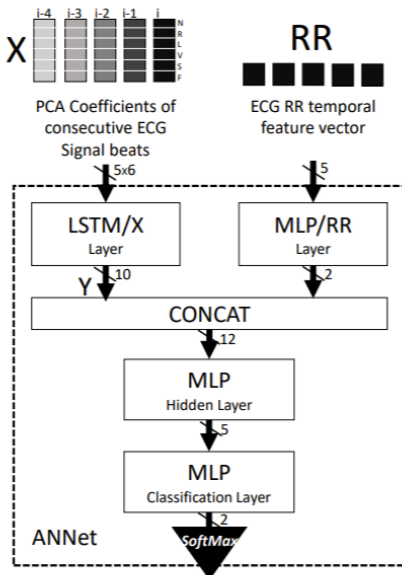 i-4 i-3 i-2 i-1 i
X
N
R
L
V
S
F
RR
PCA Coefficients of
consecutive ECG
Signal beats
ECG RR temporal
feature vector
5x6
5
LSTM/X
Layer
MLP/RR
Layer
Y
10
2
CONCAT
12
MLP
Hidden Layer
5
MLP
Classification Layer
2
ANNet
SoftMax